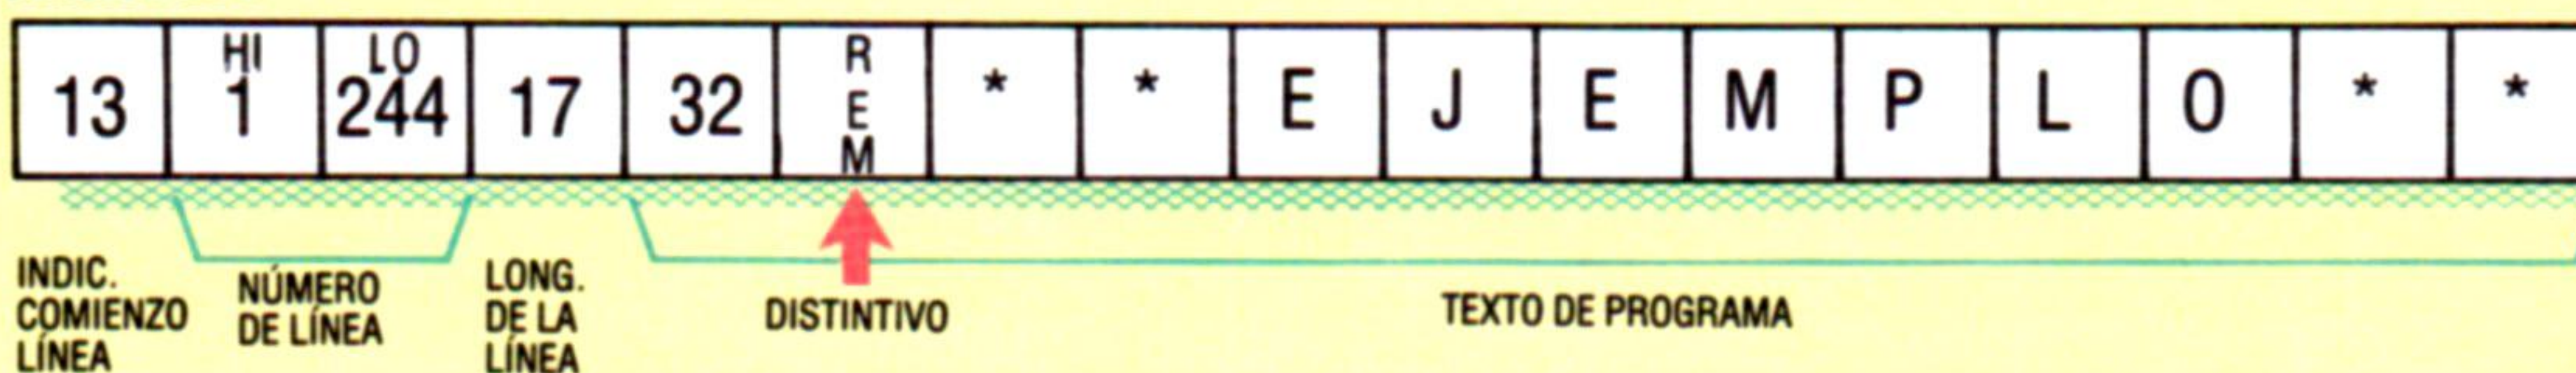 13 HI 1 LO 244 17 32 REM * * E J E M P L O * *
INDIC. COMIENZO LÍNEA
NÚMERO DE LÍNEA
LONG. DE LA LÍNEA
DISTINTIVO
TEXTO DE PROGRAMA